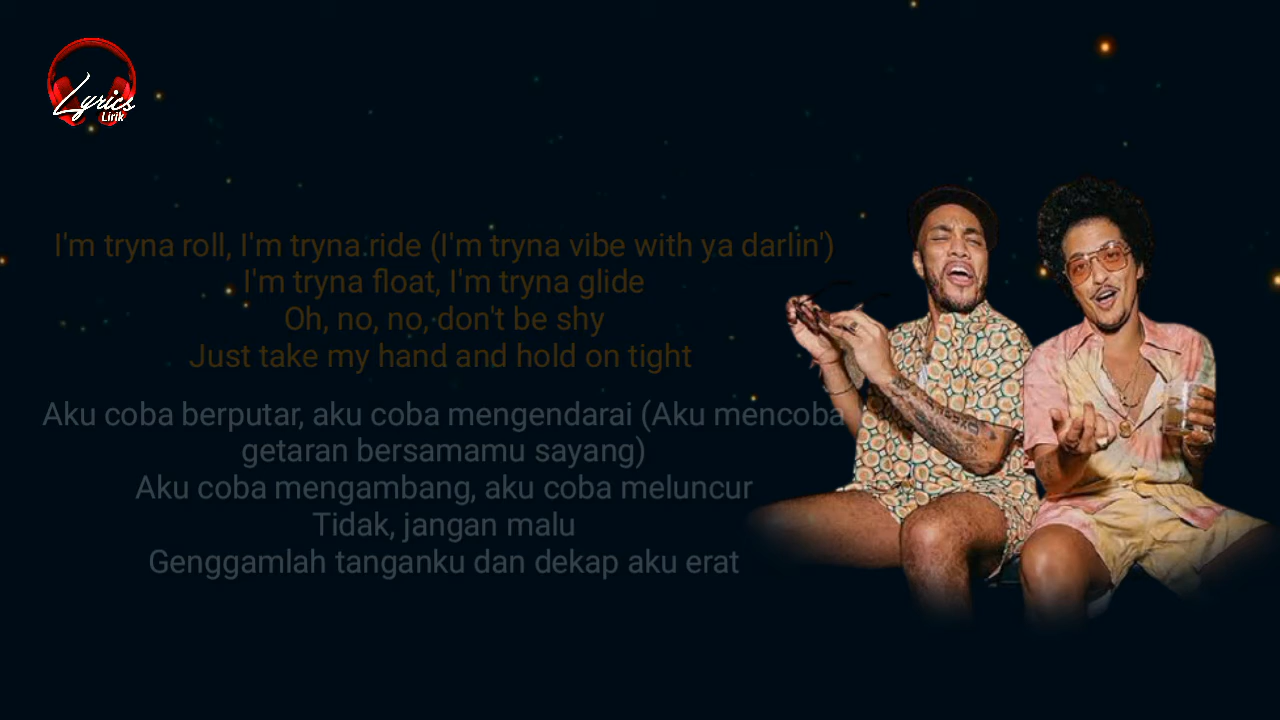 Lyrics
Lirik
I'm tryna roll, I'm tryna ride (I'm tryna vibe with ya darlin')
I'm tryna float, I'm tryna glide
Oh, no, no, don't be shy
Just take my hand and hold on tight
Aku coba berputar, aku coba mengendarai (Aku mencoba
getaran bersamamu sayang)
Aku coba mengambang, aku coba meluncur
Tidak, jangan malu
Genggamlah tanganku dan dekap aku erat